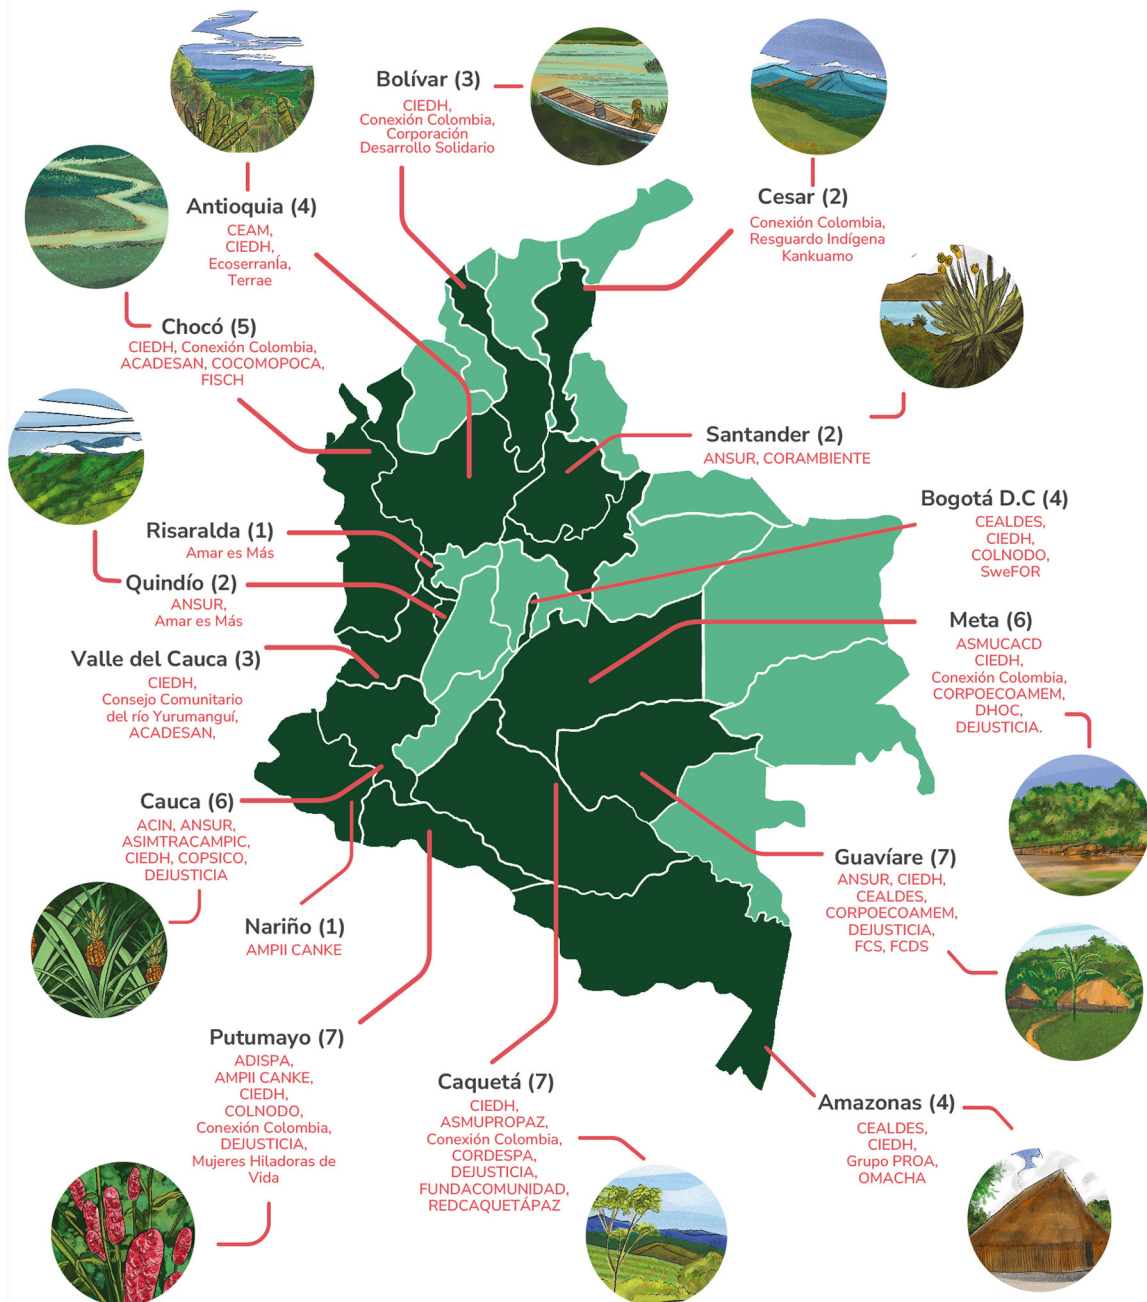 Bolívar (3)
CIEDH,
Conexión Colombia,
Corporación
Desarrollo Solidario
Cesar (2)
Conexión Colombia,
Resguardo Indígena
Kankuamo
Antioquia (4)
CEAM,
CIEDH,
Ecoserranía,
Terrae
Chocó (5)
CIEDH, Conexión Colombia,
ACADESAN, COCOMOPOCA,
FISCH
Santander (2)
ANSUR, CORAMBIENTE
Bogotá D.C (4)
CEALDES,
CIEDH,
COLNODO,
SweFOR
Risaralda (1)
Amar es Más
Quindío (2)
ANSUR,
Amar es Más
Meta (6)
ASMUCACD
CIEDH,
Conexión Colombia,
CORPOECOAMEM,
DHOC,
DEJUSTICIA.
Valle del Cauca (3)
CIEDH,
Consejo Comunitario
del río Yurumanguí,
ACADESAN,
Cauca (6)
ACIN, ANSUR,
ASIMTRACAMPIC,
CIEDH, COPSICO,
DEJUSTICIA
Guavíare (7)
ANSUR, CIEDH,
CEALDES,
CORPOECOAMEM,
DEJUSTICIA,
FCS, FCDS
Nariño (1)
AMPII CANKE
Putumayo (7)
ADISPA,
AMPII CANKE,
CIEDH,
COLNODO,
Conexión Colombia,
DEJUSTICIA,
Mujeres Hiladoras de
Vida
Caquetá (7)
CIEDH,
ASMUPROPAZ,
Conexión Colombia,
CORDESPA,
DEJUSTICIA,
FUNDACOMUNIDAD,
REDCAQUETÁPAZ
Amazonas (4)
CEALDES,
CIEDH,
Grupo PROA,
OMACHA